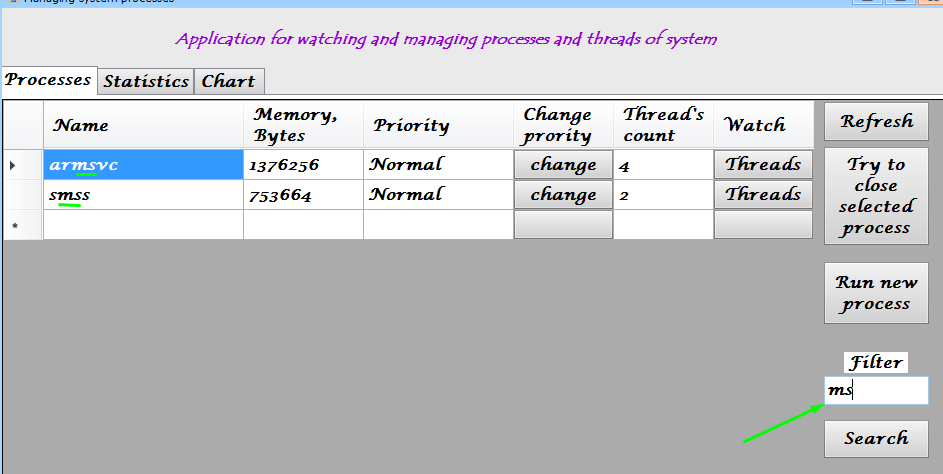 Managing system processes
Application for watching and managing processes and threads of system
Processes Statistics Chart
Name Memory, Bytes Priority Change prority Thread's count Watch
armsvc 1376256 Normal change 4 Threads
smss 753664 Normal change 2 Threads
*
Refresh
Try to
close
selected
process
Run new
process
Filter
ms
Search